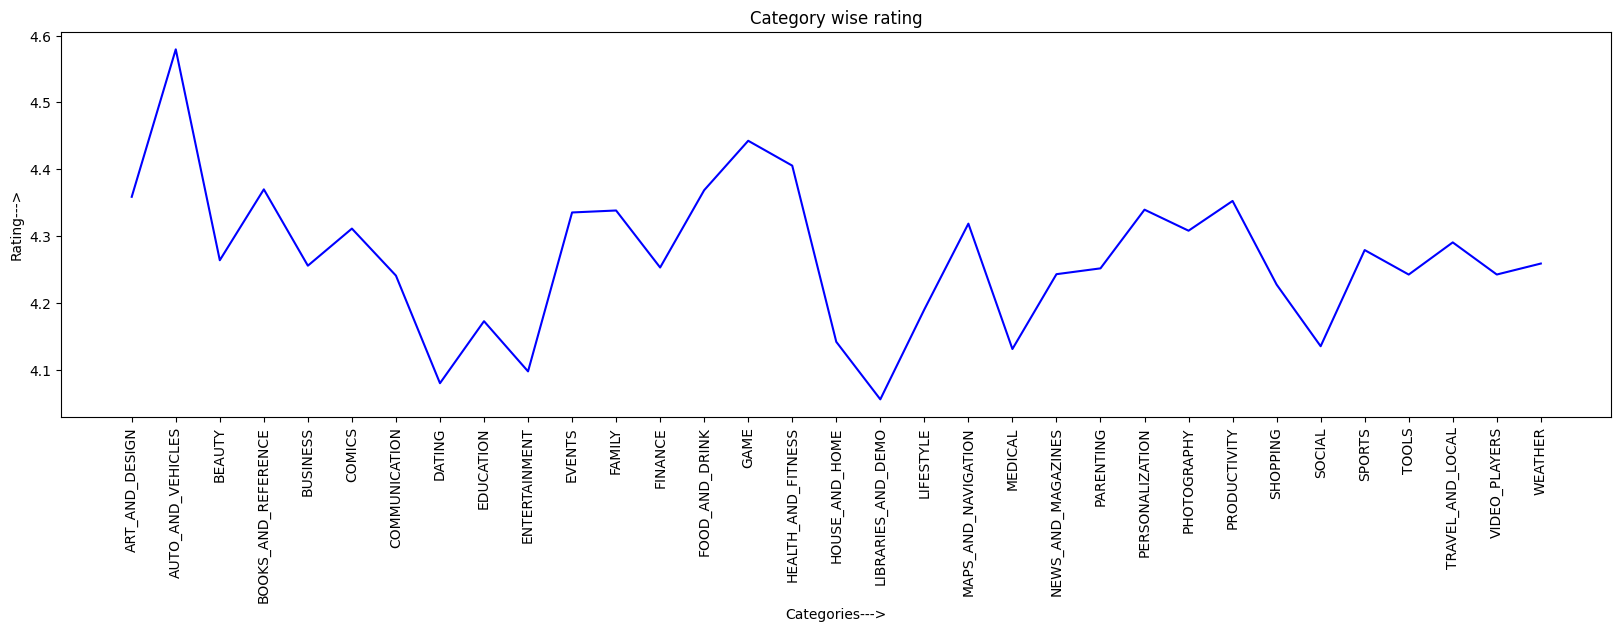 Category wise rating
4.6
4.5
4.4
4.3
4.2
4.1
Rating--->
ART_AND_DESIGN
AUTO_AND_VEHICLES
BEAUTY
BOOKS_AND_REFERENCE
BUSINESS
COMICS
COMMUNICATION
DATING
EDUCATION
ENTERTAINMENT
EVENTS
FAMILY
FINANCE
FOOD_AND_DRINK
GAME
HEALTH_AND_FITNESS
HOUSE_AND_HOME
LIBRARIES_AND_DEMO
LIFESTYLE
MAPS_AND_NAVIGATION
MEDICAL
NEWS_AND_MAGAZINES
PARENTING
PERSONALIZATION
PHOTOGRAPHY
PRODUCTIVITY
SHOPPING
SOCIAL
SPORTS
TOOLS
TRAVEL_AND_LOCAL
VIDEO_PLAYERS
WEATHER
Categories--->